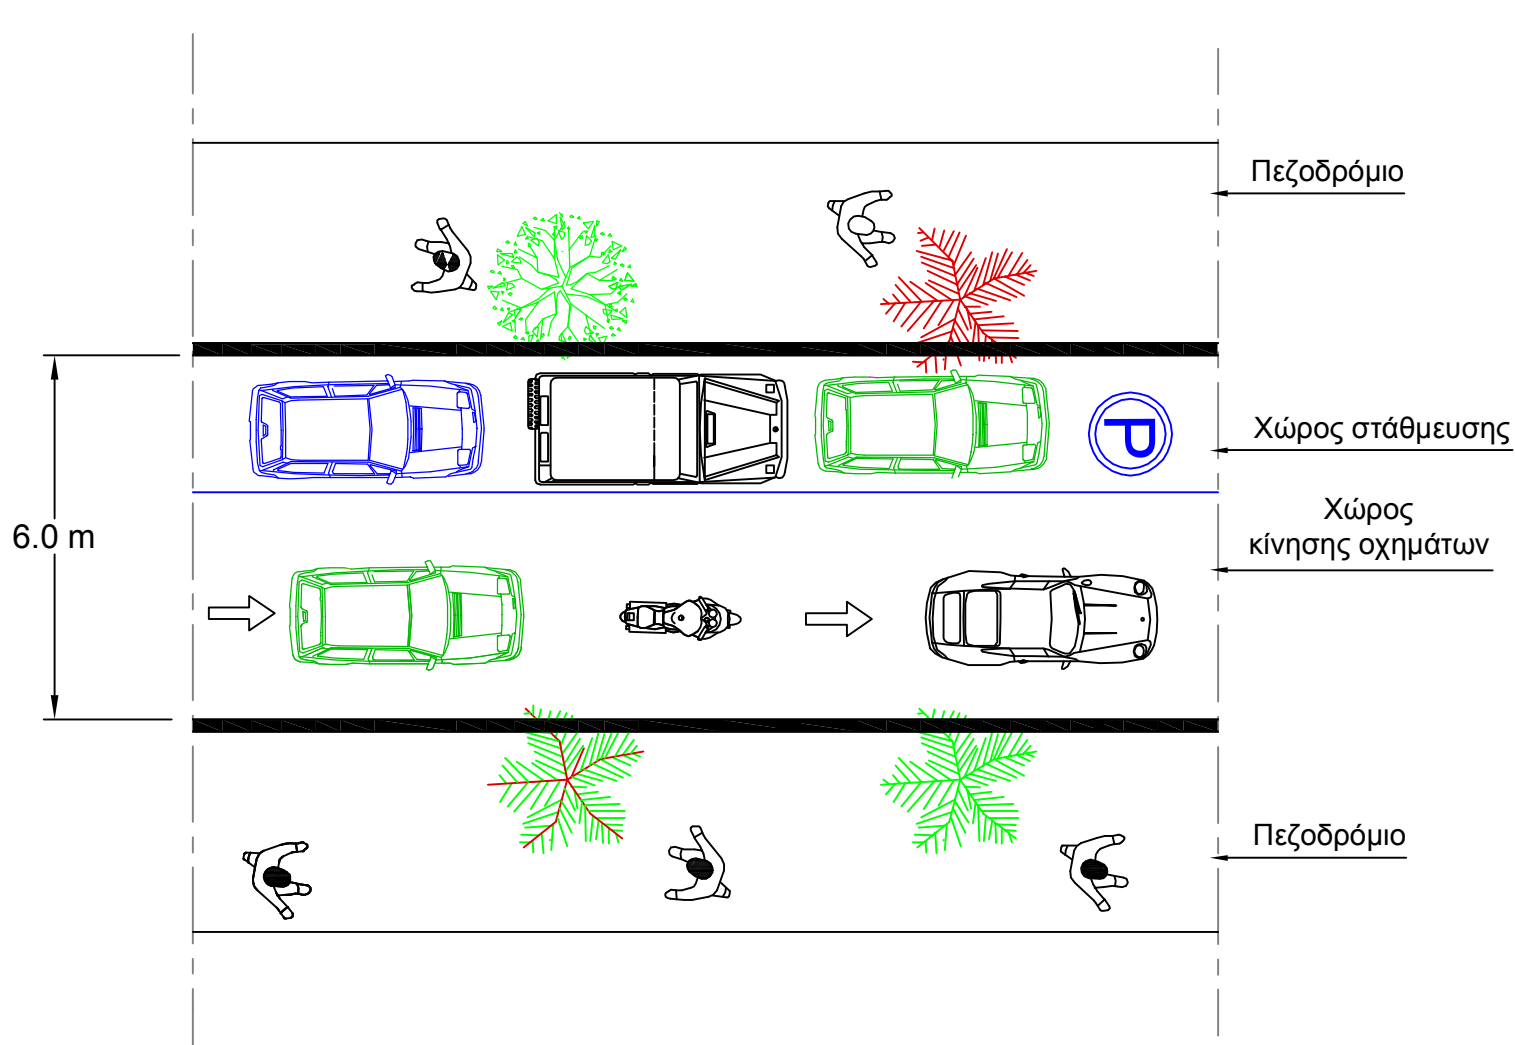 Πεζοδρόμιο
P
Χώρος στάθμευσης
Χώρος
κίνησης οχημάτων
6.0 m
Πεζοδρόμιο